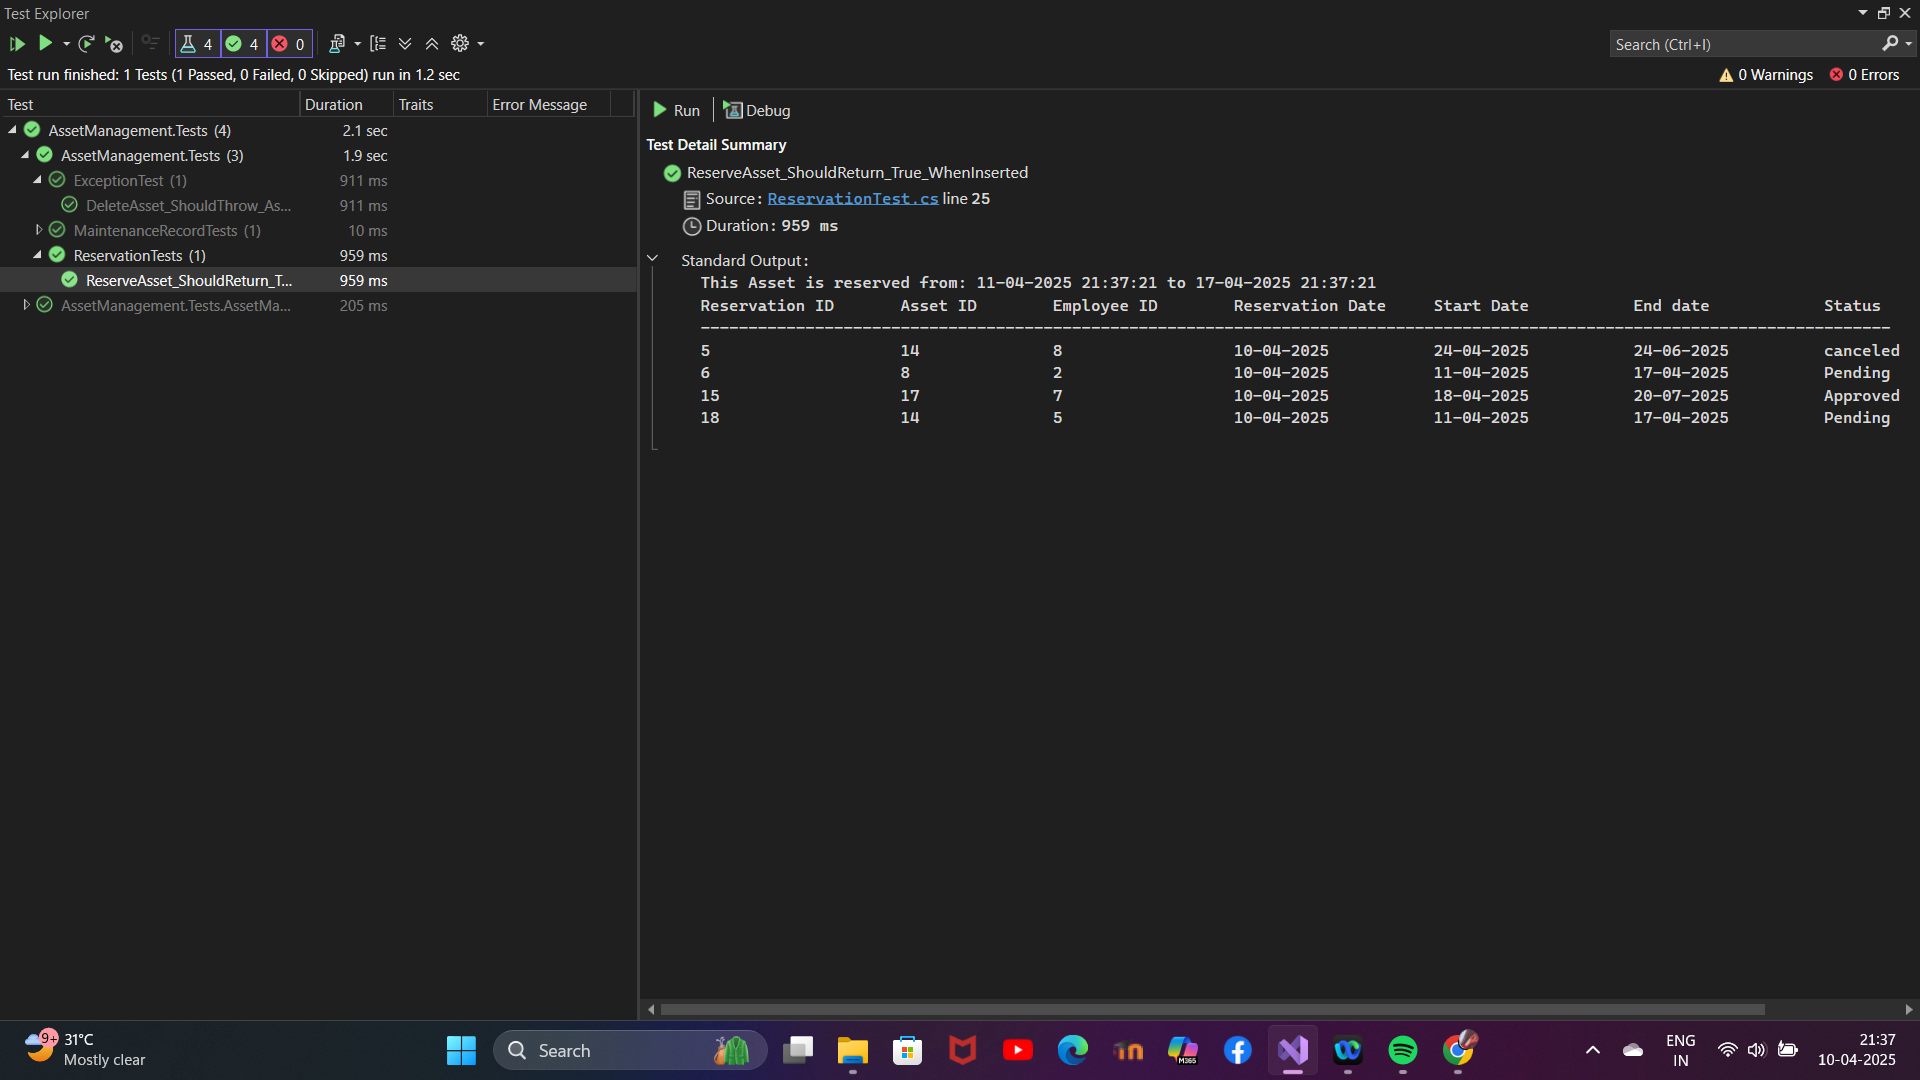 Test Explorer
4 4 0
Search (Ctrl+I)
Test run finished: 1 Tests (1 Passed, 0 Failed, 0 Skipped) run in 1.2 sec
0 Warnings 0 Errors
Test Duration Traits Error Message
AssetManagement.Tests (4) 2.1 sec
AssetManagement.Tests (3) 1.9 sec
ExceptionTest (1) 911 ms
DeleteAsset_ShouldThrow_As... 911 ms
MaintenanceRecordTests (1) 10 ms
ReservationTests (1) 959 ms
ReserveAsset_ShouldReturn_T... 959 ms
AssetManagement.Tests.AssetMa... 205 ms
Run Debug
Test Detail Summary
ReserveAsset_ShouldReturn_True_WhenInserted
Source: ReservationTest.cs line 25
Duration: 959 ms
Standard Output:
This Asset is reserved from: 11-04-2025 21:37:21 to 17-04-2025 21:37:21
Reservation ID Asset ID Employee ID Reservation Date Start Date End date Status
-----------------------------------------------------------------------------------------------------------------------------
5 14 8 10-04-2025 24-04-2025 24-06-2025 canceled
6 8 2 10-04-2025 11-04-2025 17-04-2025 Pending
15 17 7 10-04-2025 18-04-2025 20-07-2025 Approved
18 14 5 10-04-2025 11-04-2025 17-04-2025 Pending
9+
31°C
Mostly clear
Search
M365
ENG
IN
21:37
10-04-2025